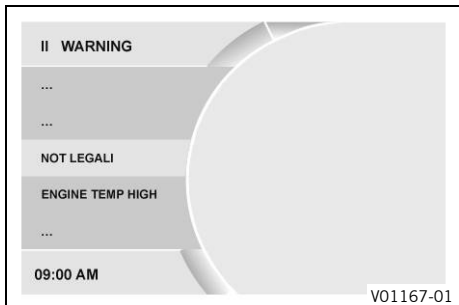 II WARNING
...
...
NOT LEGALI
ENGINE TEMP HIGH
...
09:00 AM
V01167-01